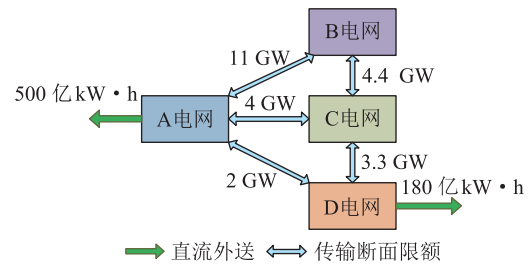 B电网
11 GW
4.4 GW
500 亿 kW·h
4 GW
A电网
C电网
3.3 GW
2 GW
180 亿 kW·h
D电网
直流外送 传输断面限额